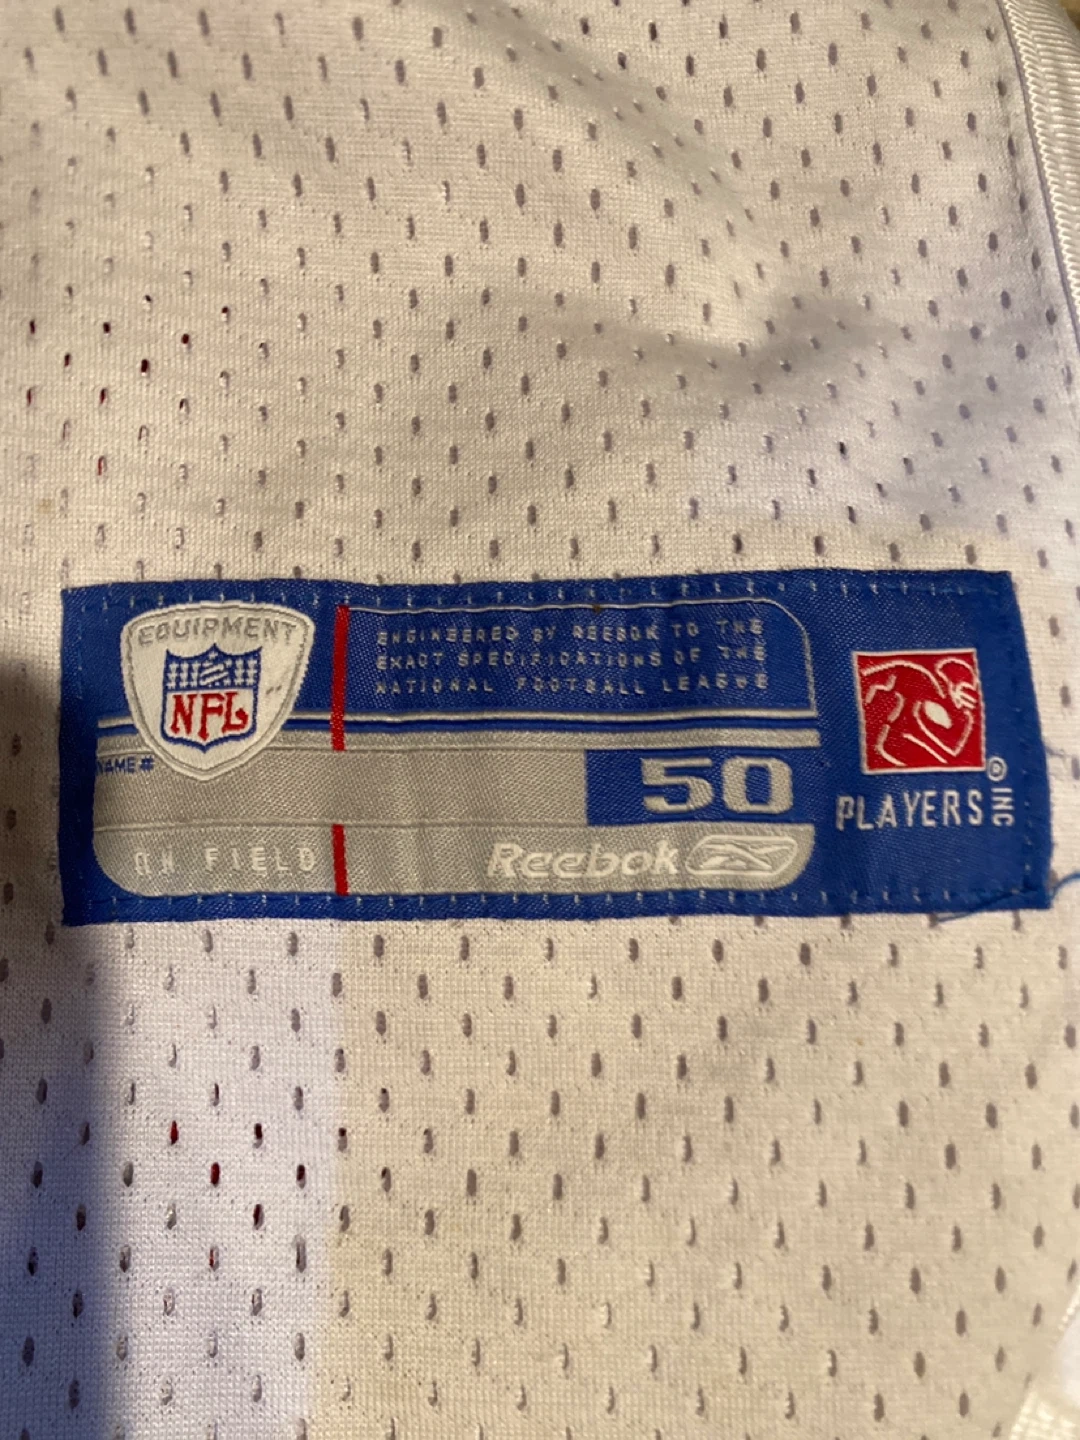 EQUIPMENT
NFL
ENGINEERED BY REEBOK TO THE
EXACT SPECIFICATIONS OF THE
NATIONAL FOOTBALL LEAGUE
NAME #
50
ON FIELD
Reebok
PLAYERS INC